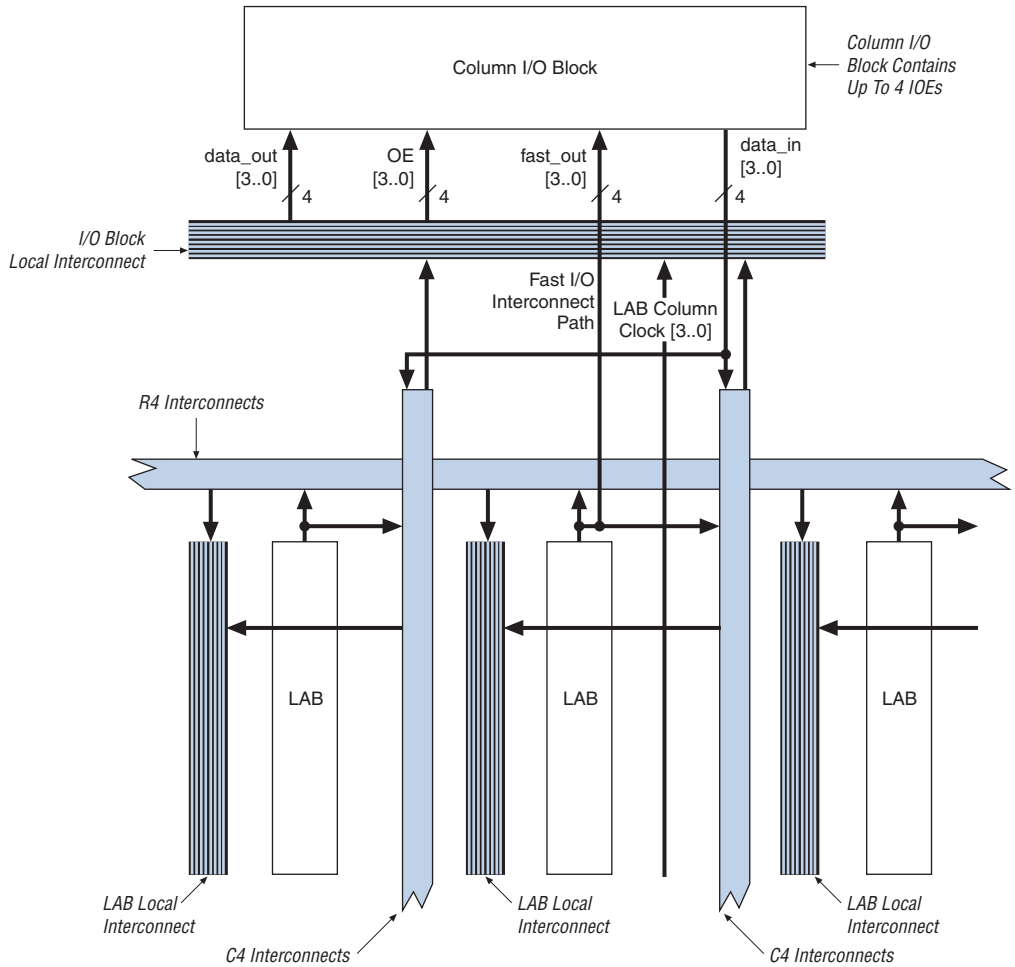 Column I/O Block
Column I/O
Block Contains
Up To 4 IOEs
data_out
[3..0]
4
OE
[3..0]
4
fast_out
[3..0]
4
data_in
[3..0]
4
I/O Block
Local Interconnect
Fast I/O
Interconnect
Path
LAB Column
Clock [3..0]
R4 Interconnects
LAB
LAB
LAB
LAB Local
Interconnect
C4 Interconnects
LAB Local
Interconnect
C4 Interconnects
LAB Local
Interconnect